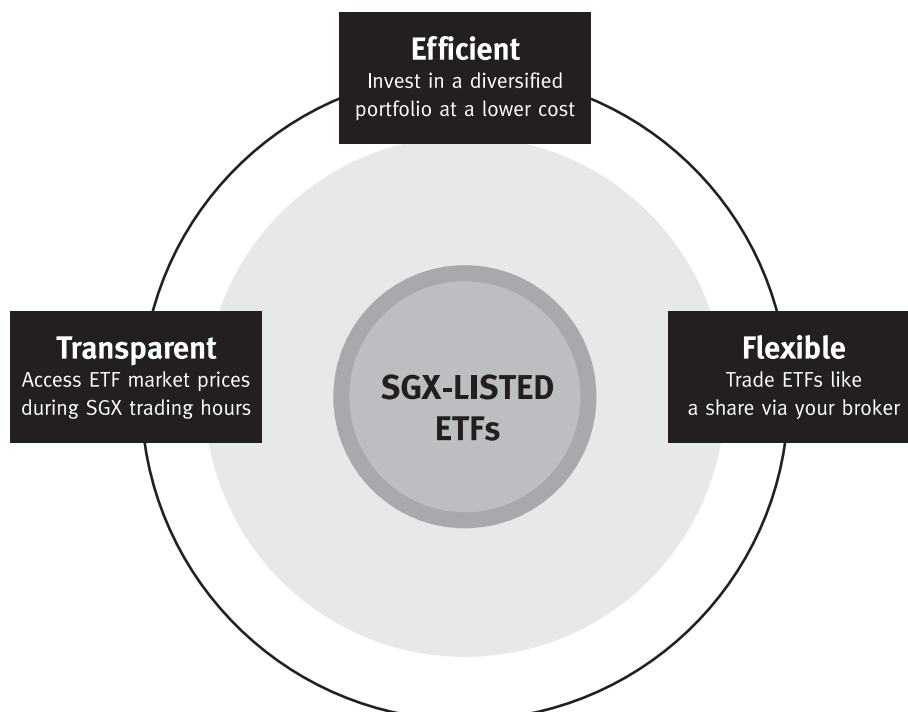 Efficient
Invest in a diversified
portfolio at a lower cost
Transparent
Access ETF market prices
during SGX trading hours
SGX-LISTED
ETFs
Flexible
Trade ETFs like
a share via your broker